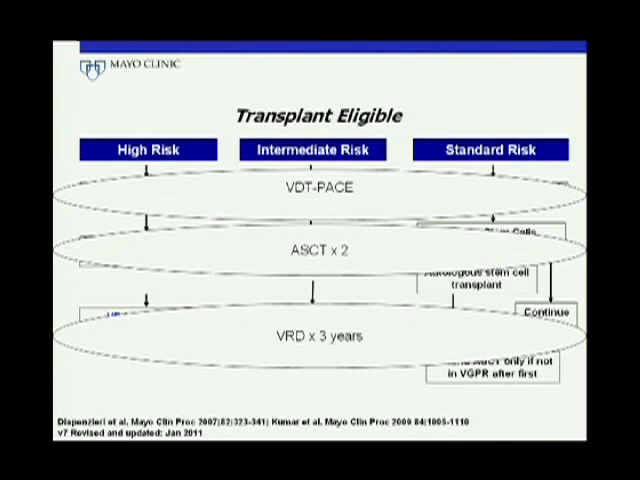 MAYO CLINIC
Transplant Eligible
High Risk
Intermediate Risk
Standard Risk
VDT-PACE
Cells
ASCT x 2
Autologous stem cell
transplant
Continue
VRD x 3 years
ASCT only if not
in VGPR after first
Dispenzieri et al, Mayo Clin Proc 2007;82:323-341; Kumar et al, Mayo Clin Proc 2009 84:1095-1110
v7 Revised and updated: Jan 2011